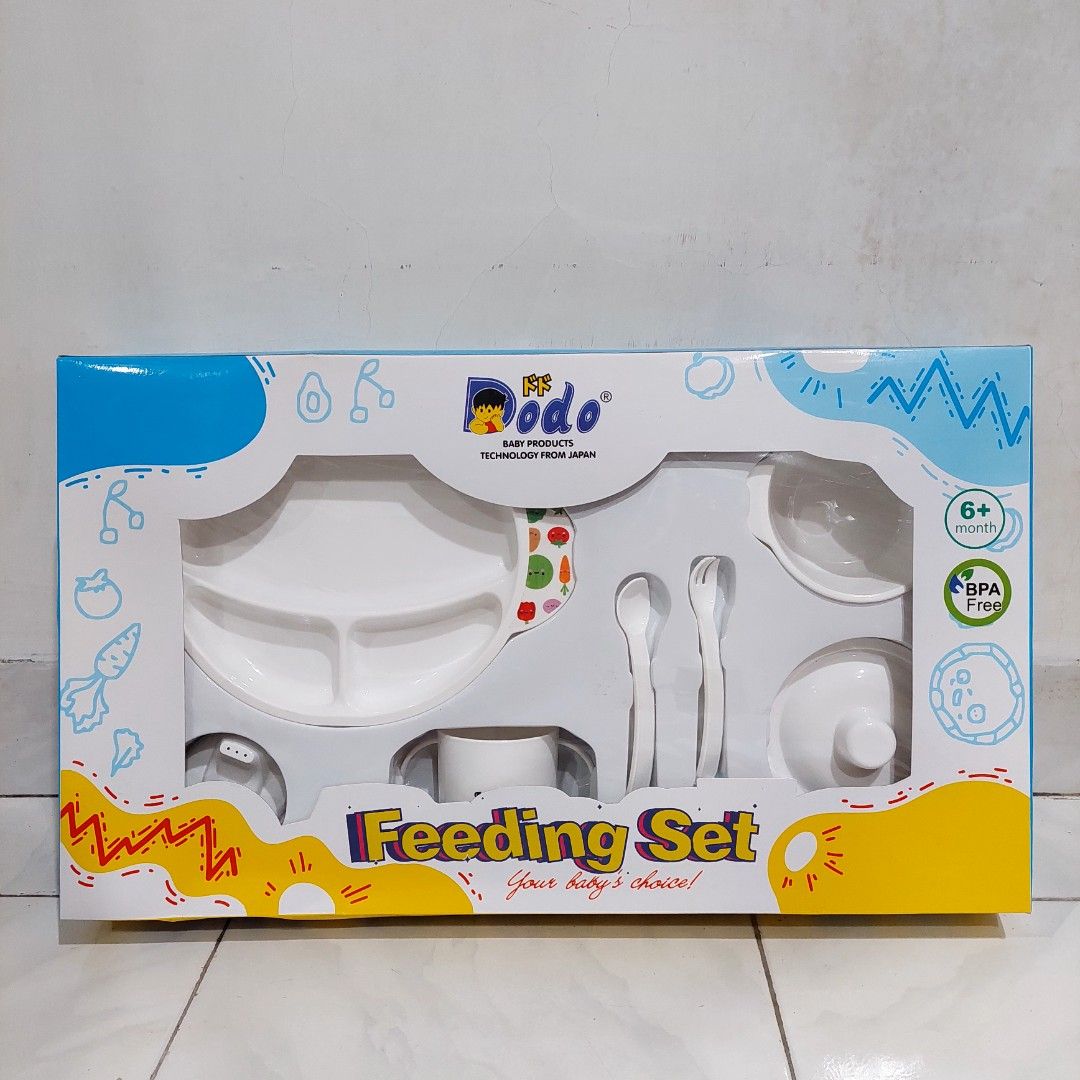 ドド
Dodo®
BABY PRODUCTS
TECHNOLOGY FROM JAPAN
6+
month
BPA
Free
Feeding Set
Your baby's choice!